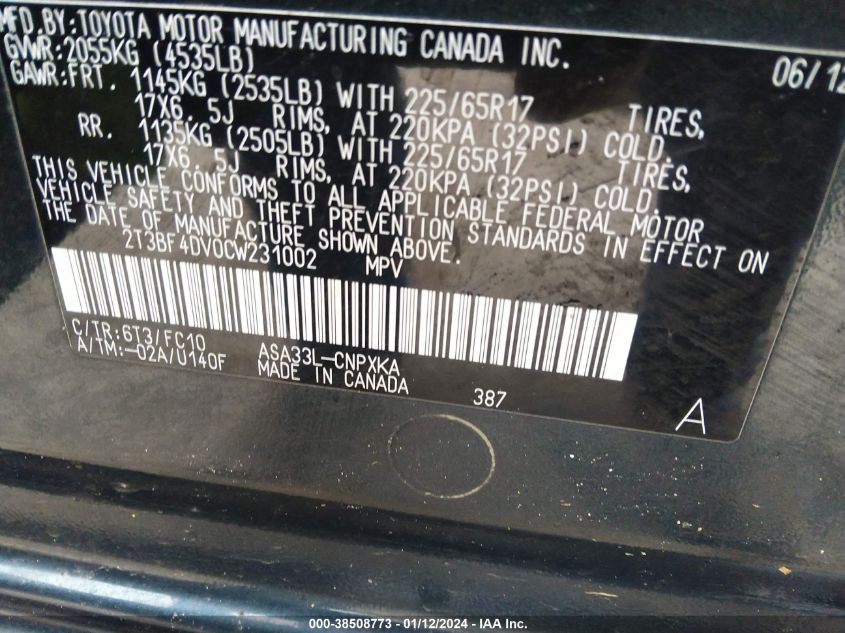 MFD. BY: TOYOTA MOTOR MANUFACTURING CANADA INC. 06/12
GVWR: 2055KG (4535LB)
GAWR: FRT. 1145KG (2535LB) WITH 225/65R17 TIRES,
17X6. 5J RIMS, AT 220KPA (32PSI) COLD.
RR. 1135KG (2505LB) WITH 225/65R17 TIRES,
17X6. 5J RIMS, AT 220KPA (32PSI) COLD.
THIS VEHICLE CONFORMS TO ALL APPLICABLE FEDERAL MOTOR
VEHICLE SAFETY AND THEFT PREVENTION STANDARDS IN EFFECT ON
THE DATE OF MANUFACTURE SHOWN ABOVE.
2T3BF4DV0CW231002 MPV
C/TR: 6T3/FC10 ASA33L-CNPXKA
A/TM: -02A/U140F MADE IN CANADA
387
A
000-38508773 - 01/12/2024 - © IAA Inc.